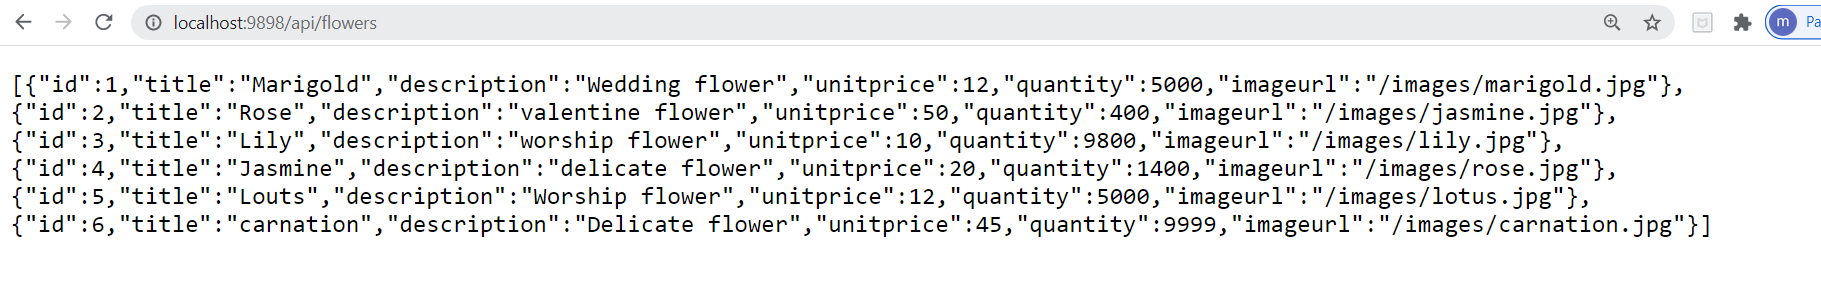 localhost:9898/api/flowers
m
Pa
[{"id":1,"title":"Marigold","description":"Wedding flower","unitprice":12,"quantity":5000,"imageurl":"/images/marigold.jpg"},
{"id":2,"title":"Rose","description":"valentine flower","unitprice":50,"quantity":400,"imageurl":"/images/jasmine.jpg"},
{"id":3,"title":"Lily","description":"worship flower","unitprice":10,"quantity":9800,"imageurl":"/images/lily.jpg"},
{"id":4,"title":"Jasmine","description":"delicate flower","unitprice":20,"quantity":1400,"imageurl":"/images/rose.jpg"},
{"id":5,"title":"Louts","description":"Worship flower","unitprice":12,"quantity":5000,"imageurl":"/images/lotus.jpg"},
{"id":6,"title":"carnation","description":"Delicate flower","unitprice":45,"quantity":9999,"imageurl":"/images/carnation.jpg"}]